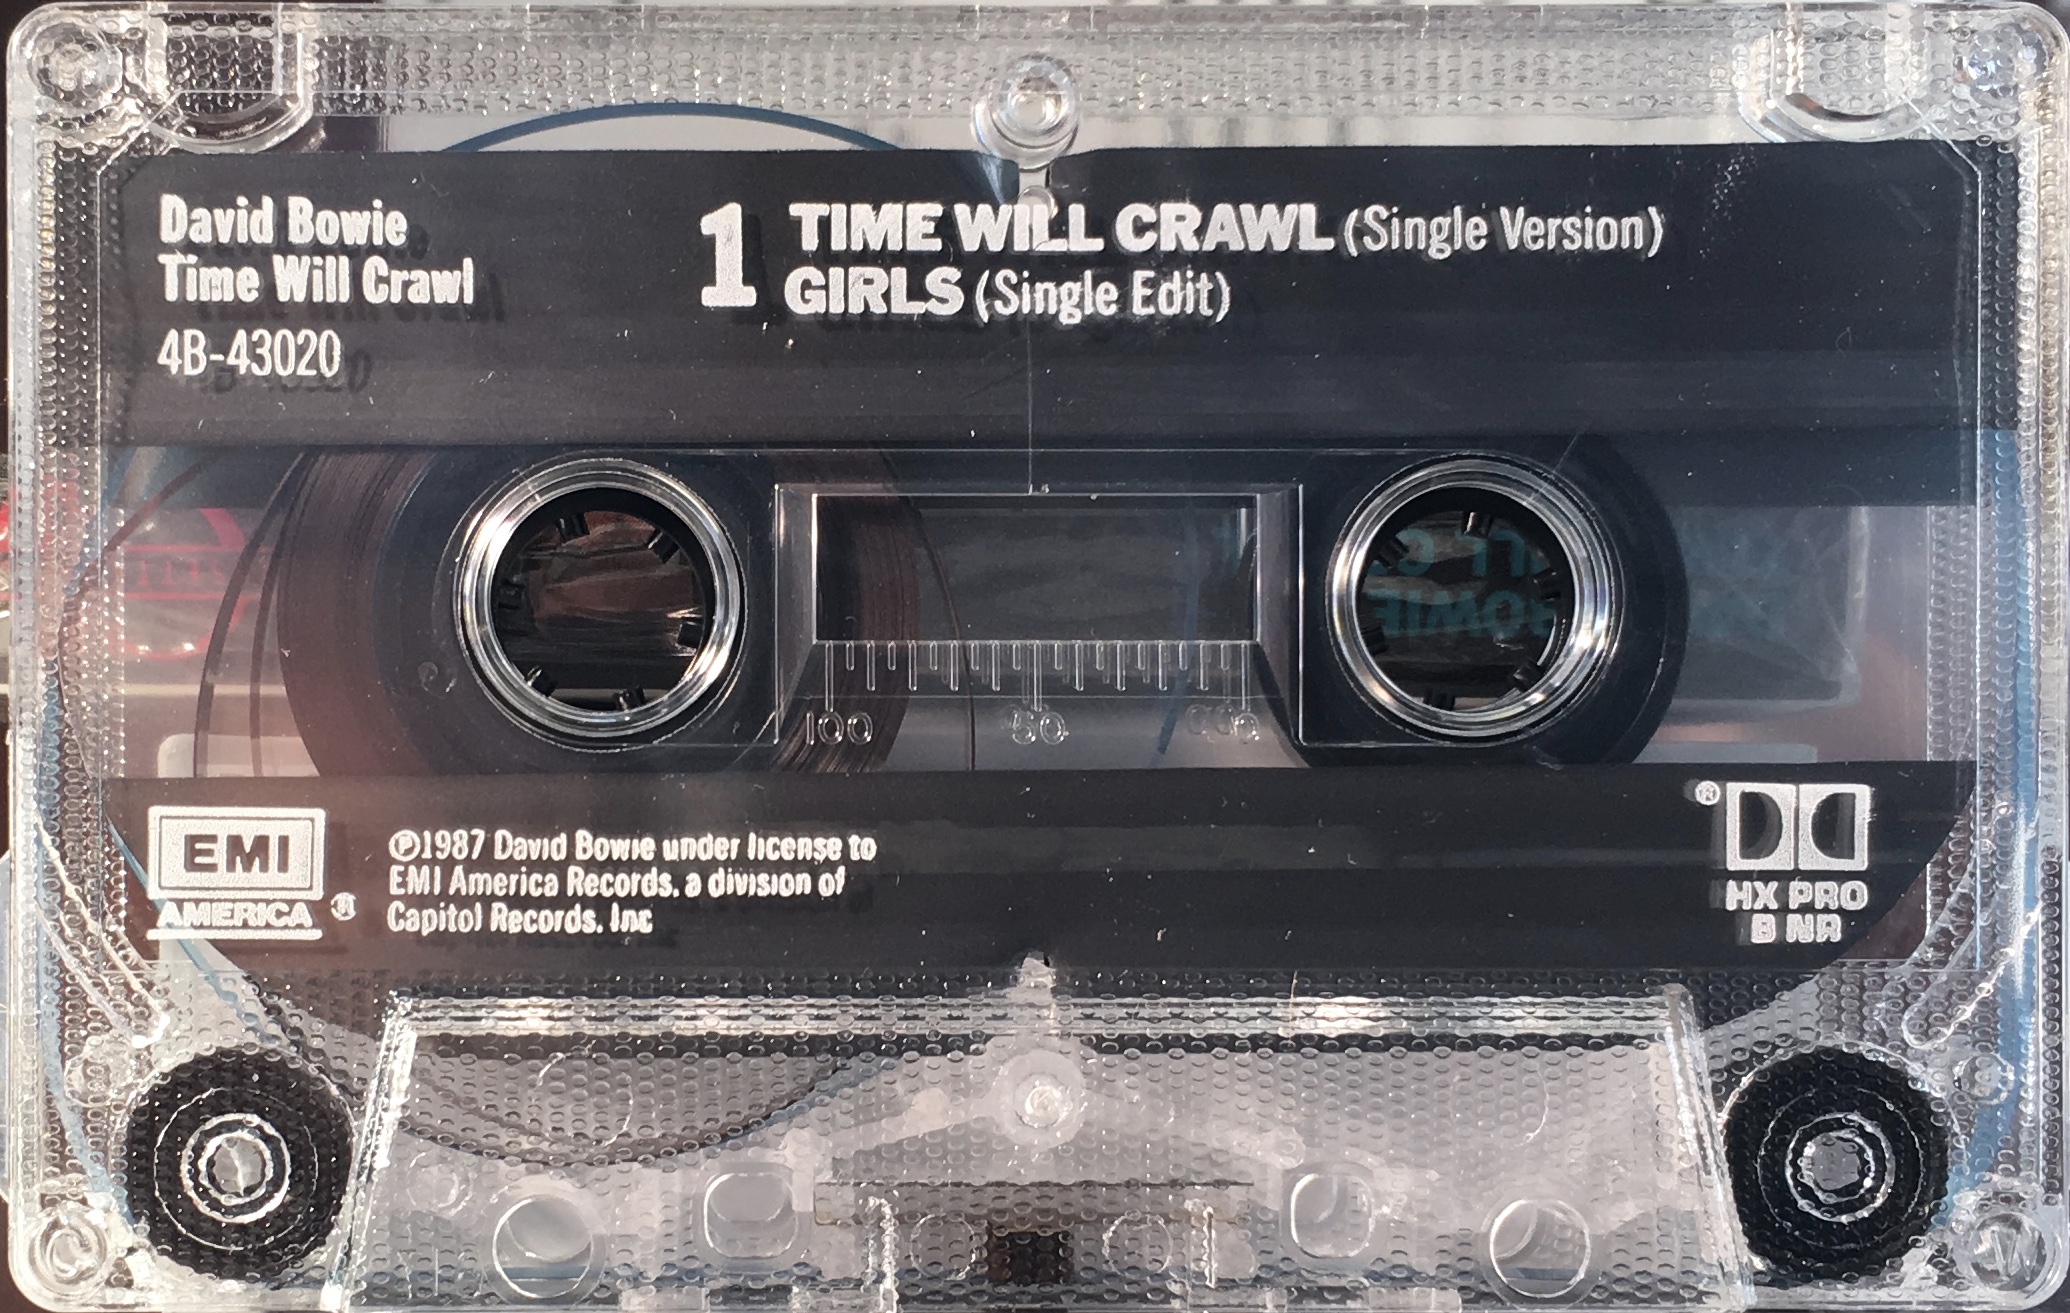 David Bowie
Time Will Crawl
4B-43020
1 TIME WILL CRAWL (Single Version)
GIRLS (Single Edit)
100 50
EMI
AMERICA ®
℗1987 David Bowie under license to
EMI America Records, a division of
Capitol Records, Inc
®
HX PRO
B NR